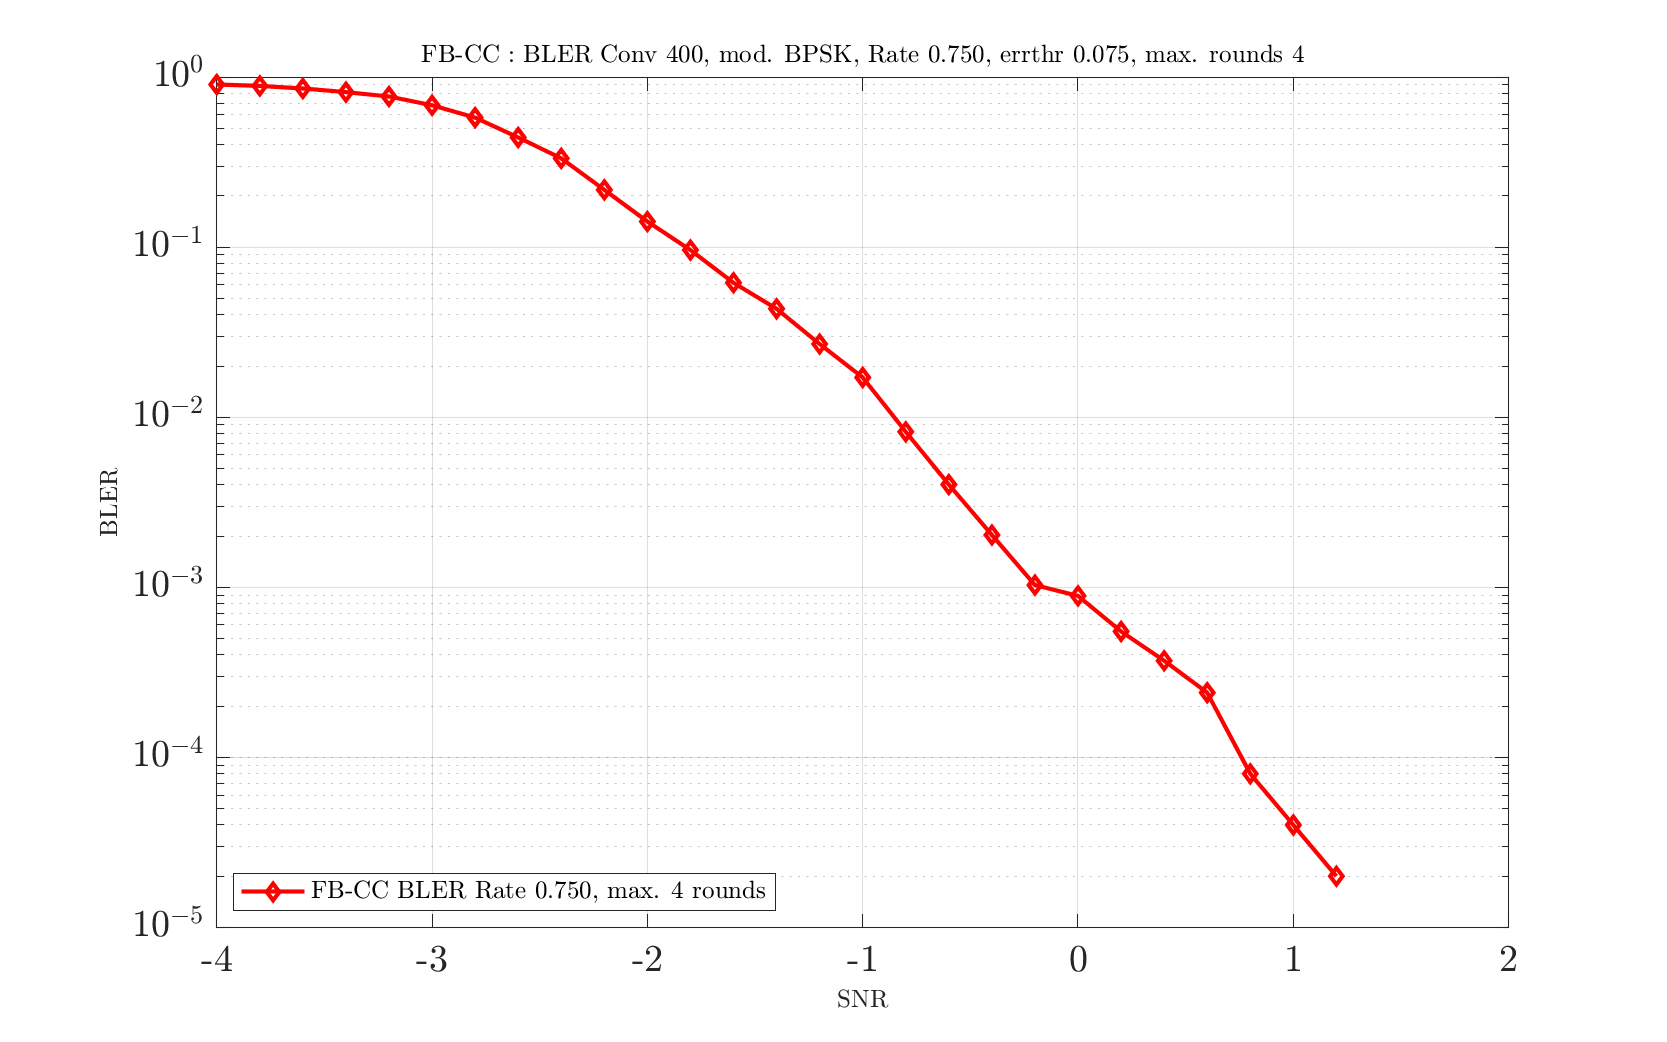 FB-CC : BLER Conv 400, mod. BPSK, Rate 0.750, errthr 0.075, max. rounds 4
10^0
10^-1
10^-2
10^-3
10^-4
10^-5
BLER
FB-CC BLER Rate 0.750, max. 4 rounds
-4 -3 -2 -1 0 1 2
SNR